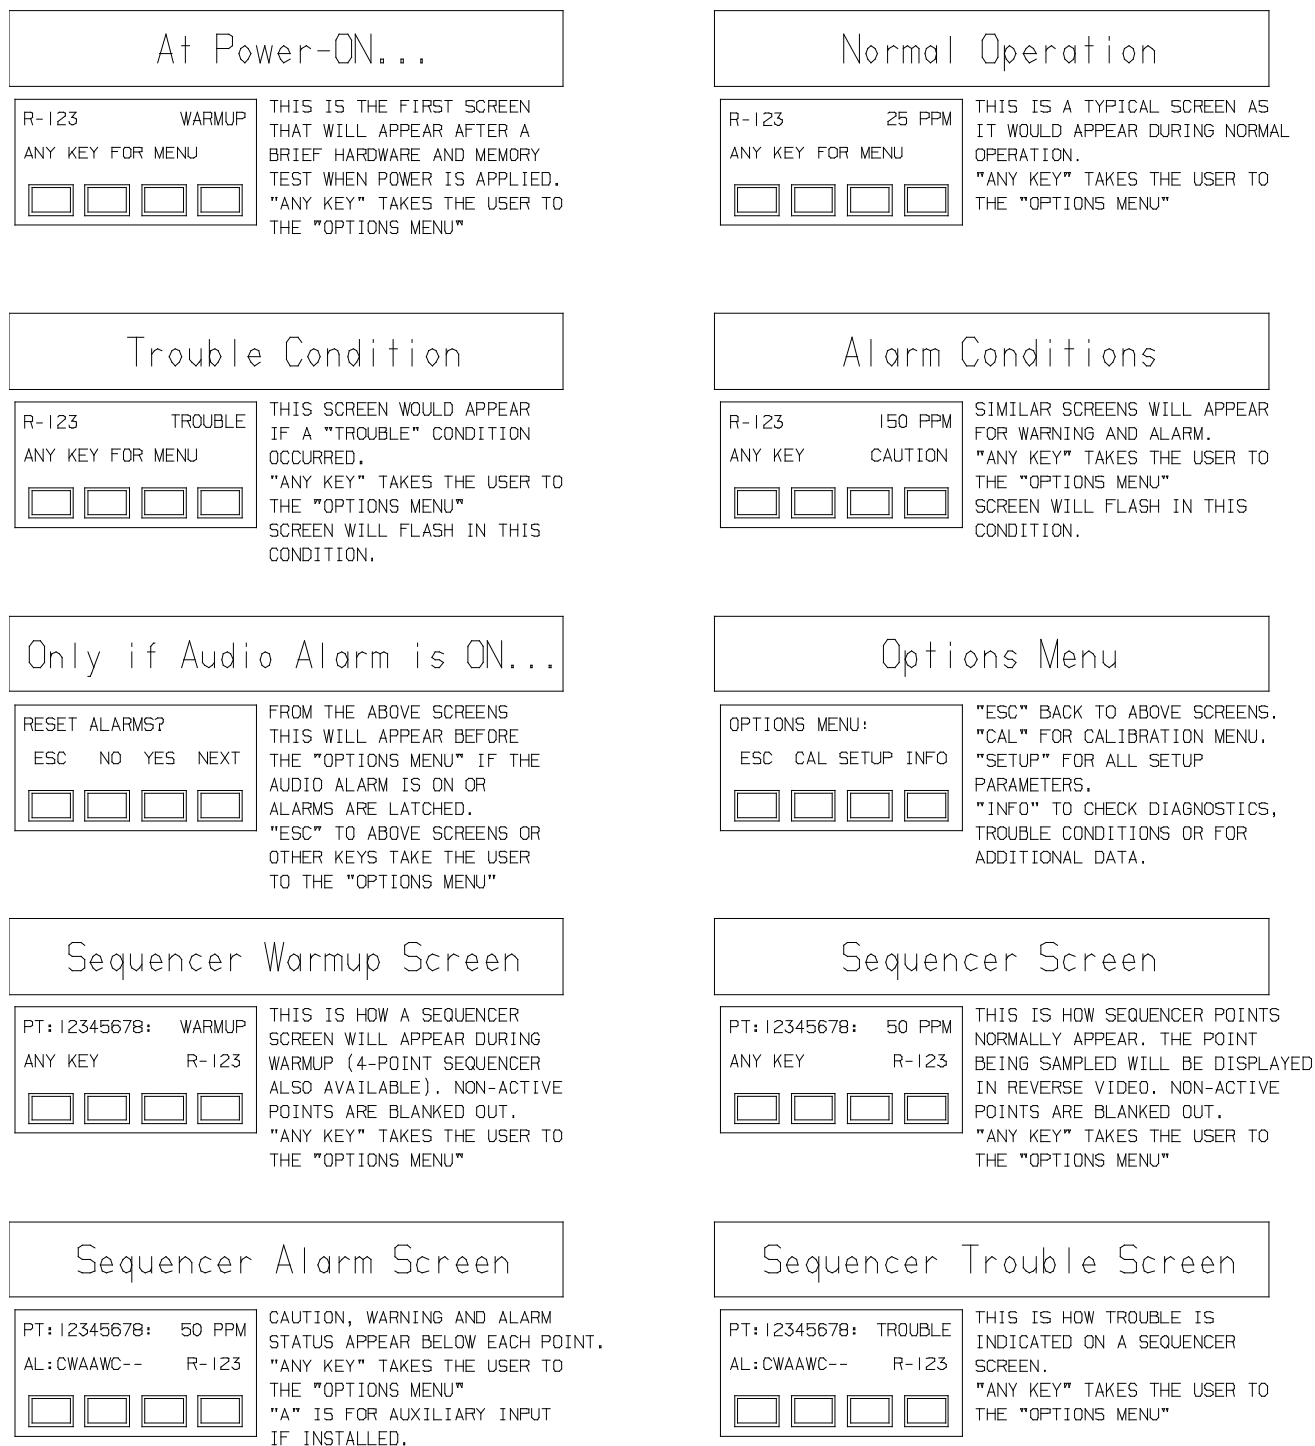 At Power-ON...
R-123 WARMUP
ANY KEY FOR MENU
THIS IS THE FIRST SCREEN
THAT WILL APPEAR AFTER A
BRIEF HARDWARE AND MEMORY
TEST WHEN POWER IS APPLIED.
"ANY KEY" TAKES THE USER TO
THE "OPTIONS MENU"
Normal Operation
R-123 25 PPM
ANY KEY FOR MENU
THIS IS A TYPICAL SCREEN AS
IT WOULD APPEAR DURING NORMAL
OPERATION.
"ANY KEY" TAKES THE USER TO
THE "OPTIONS MENU"
Trouble Condition
R-123 TROUBLE
ANY KEY FOR MENU
THIS SCREEN WOULD APPEAR
IF A "TROUBLE" CONDITION
OCCURRED.
"ANY KEY" TAKES THE USER TO
THE "OPTIONS MENU"
SCREEN WILL FLASH IN THIS
CONDITION.
Alarm Conditions
R-123 150 PPM
ANY KEY CAUTION
SIMILAR SCREENS WILL APPEAR
FOR WARNING AND ALARM.
"ANY KEY" TAKES THE USER TO
THE "OPTIONS MENU"
SCREEN WILL FLASH IN THIS
CONDITION.
Only if Audio Alarm is ON...
RESET ALARMS?
ESC NO YES NEXT
FROM THE ABOVE SCREENS
THIS WILL APPEAR BEFORE
THE "OPTIONS MENU" IF THE
AUDIO ALARM IS ON OR
ALARMS ARE LATCHED.
"ESC" TO ABOVE SCREENS OR
OTHER KEYS TAKE THE USER
TO THE "OPTIONS MENU"
Options Menu
OPTIONS MENU:
ESC CAL SETUP INFO
"ESC" BACK TO ABOVE SCREENS.
"CAL" FOR CALIBRATION MENU.
"SETUP" FOR ALL SETUP
PARAMETERS.
"INFO" TO CHECK DIAGNOSTICS,
TROUBLE CONDITIONS OR FOR
ADDITIONAL DATA.
Sequencer Warmup Screen
PT:12345678: WARMUP
ANY KEY R-123
THIS IS HOW A SEQUENCER
SCREEN WILL APPEAR DURING
WARMUP (4-POINT SEQUENCER
ALSO AVAILABLE). NON-ACTIVE
POINTS ARE BLANKED OUT.
"ANY KEY" TAKES THE USER TO
THE "OPTIONS MENU"
Sequencer Screen
PT:12345678: 50 PPM
ANY KEY R-123
THIS IS HOW SEQUENCER POINTS
NORMALLY APPEAR. THE POINT
BEING SAMPLED WILL BE DISPLAYED
IN REVERSE VIDEO. NON-ACTIVE
POINTS ARE BLANKED OUT.
"ANY KEY" TAKES THE USER TO
THE "OPTIONS MENU"
Sequencer Alarm Screen
PT:12345678: 50 PPM
AL:CWAAWC-- R-123
CAUTION, WARNING AND ALARM
STATUS APPEAR BELOW EACH POINT.
"ANY KEY" TAKES THE USER TO
THE "OPTIONS MENU"
"A" IS FOR AUXILIARY INPUT
IF INSTALLED.
Sequencer Trouble Screen
PT:12345678: TROUBLE
AL:CWAAWC-- R-123
THIS IS HOW TROUBLE IS
INDICATED ON A SEQUENCER
SCREEN.
"ANY KEY" TAKES THE USER TO
THE "OPTIONS MENU"